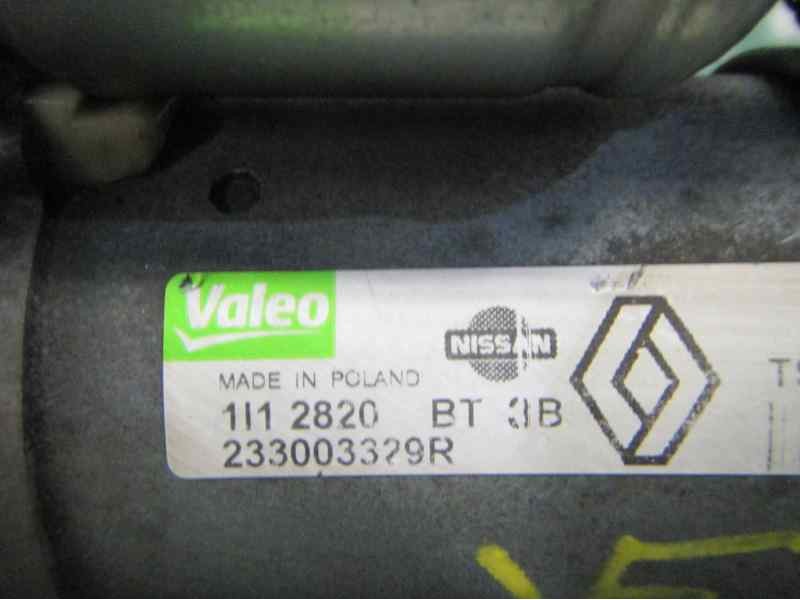 Valeo
NISSAN
MADE IN POLAND
1I1 2820 BT 3B
233003329R